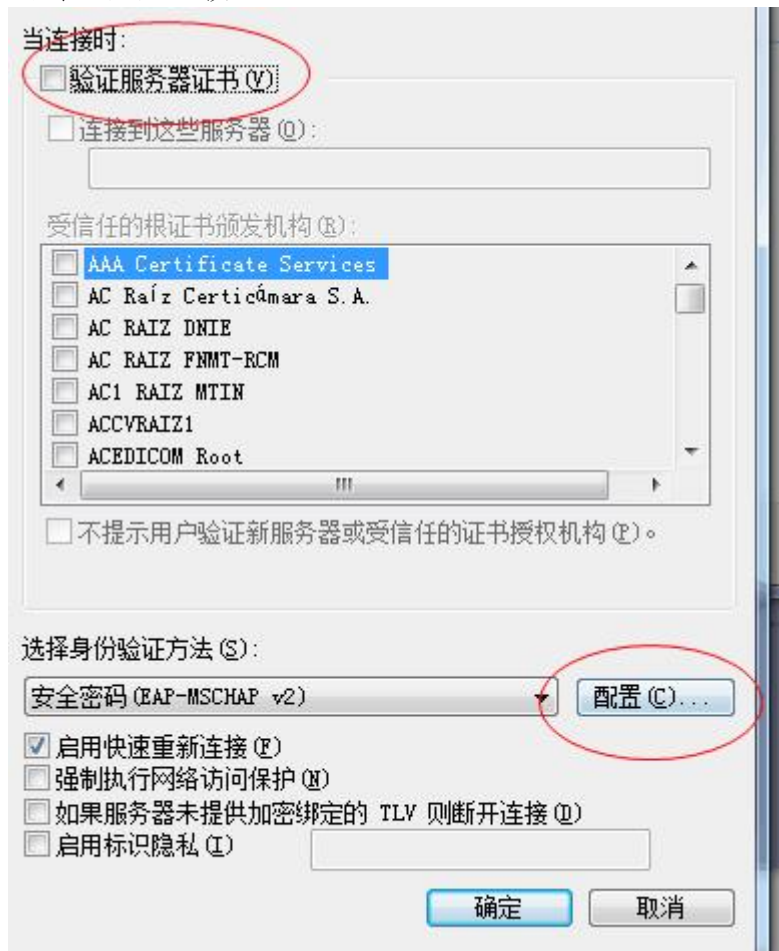 当连接时:
验证服务器证书(V)
连接到这些服务器(O):
受信任的根证书颁发机构(R):
AAA Certificate Services
AC Raíz Certicámara S.A.
AC RAIZ DNIE
AC RAIZ FNMT-RCM
AC1 RAIZ MTIN
ACCVRAIZ1
ACEDICOM Root
不提示用户验证新服务器或受信任的证书授权机构(P)。
选择身份验证方法(S):
安全密码(EAP-MSCHAP v2) 配置(C)...
启用快速重新连接(F)
强制执行网络访问保护(N)
如果服务器未提供加密绑定的 TLV 则断开连接(D)
启用标识隐私(I)
确定 取消